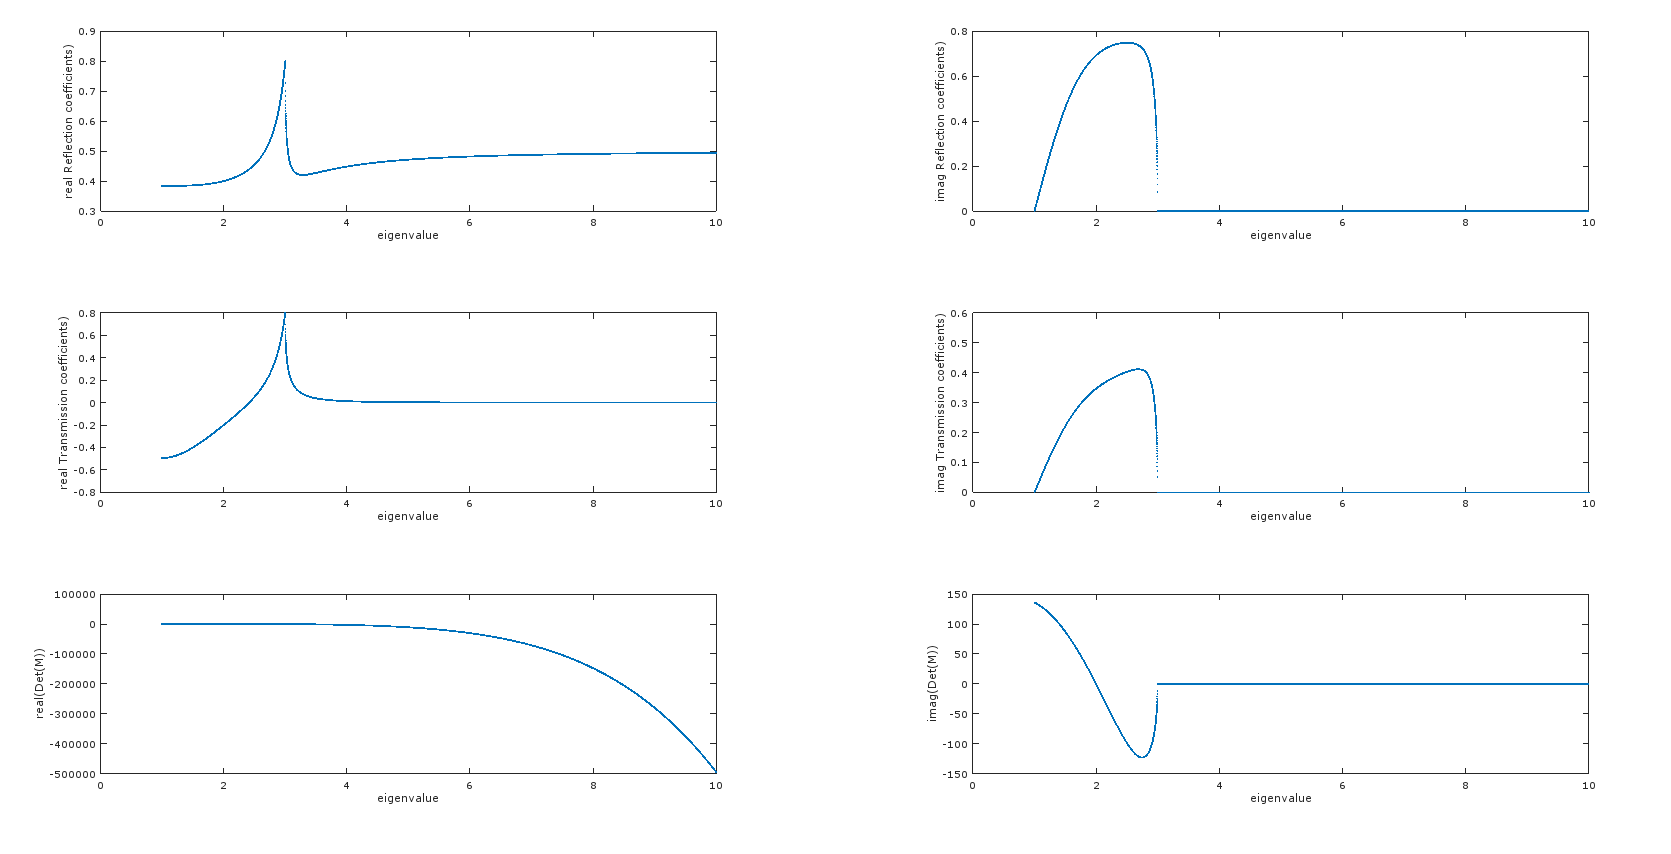 real Reflection coefficients)
0.9
0.8
0.7
0.6
0.5
0.4
0.3
0 2 4 6 8 10
eigenvalue
imag Reflection coefficients)
0.8
0.6
0.4
0.2
0
0 2 4 6 8 10
eigenvalue
real Transmission coefficients)
0.8
0.6
0.4
0.2
0
-0.2
-0.4
-0.6
-0.8
0 2 4 6 8 10
eigenvalue
imag Transmission coefficients)
0.6
0.5
0.4
0.3
0.2
0.1
0
0 2 4 6 8 10
eigenvalue
real(Det(M))
100000
0
-100000
-200000
-300000
-400000
-500000
0 2 4 6 8 10
eigenvalue
imag(Det(M))
150
100
50
0
-50
-100
-150
0 2 4 6 8 10
eigenvalue